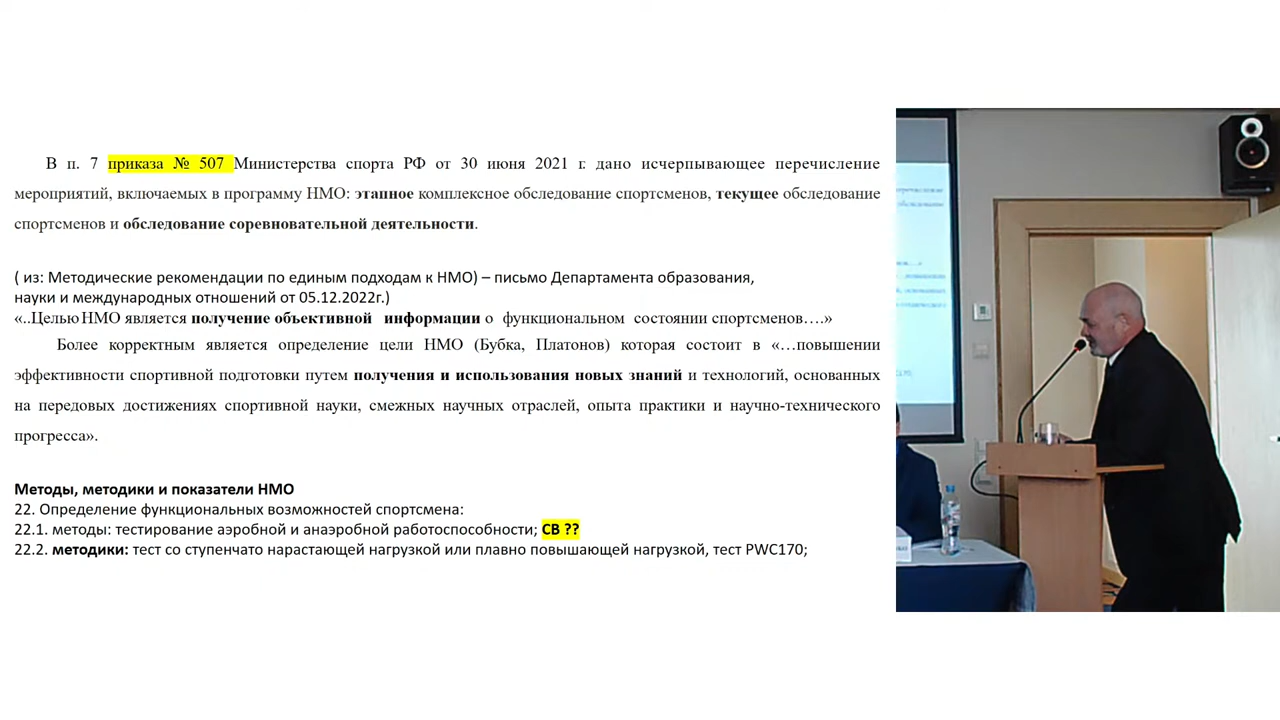 В п. 7 приказа № 507 Министерства спорта РФ от 30 июня 2021 г. дано исчерпывающее перечисление
мероприятий, включаемых в программу НМО: этапное комплексное обследование спортсменов, текущее обследование
спортсменов и обследование соревновательной деятельности.
( из: Методические рекомендации по единым подходам к НМО) – письмо Департамента образования,
науки и международных отношений от 05.12.2022г.)
«..Целью НМО является получение объективной информации о функциональном состоянии спортсменов….»
Более корректным является определение цели НМО (Бубка, Платонов) которая состоит в «…повышении
эффективности спортивной подготовки путем получения и использования новых знаний и технологий, основанных
на передовых достижениях спортивной науки, смежных научных отраслей, опыта практики и научно-технического
прогресса».
Методы, методики и показатели НМО
22. Определение функциональных возможностей спортсмена:
22.1. методы: тестирование аэробной и анаэробной работоспособности; СВ ??
22.2. методики: тест со ступенчато нарастающей нагрузкой или плавно повышающей нагрузкой, тест PWC170;